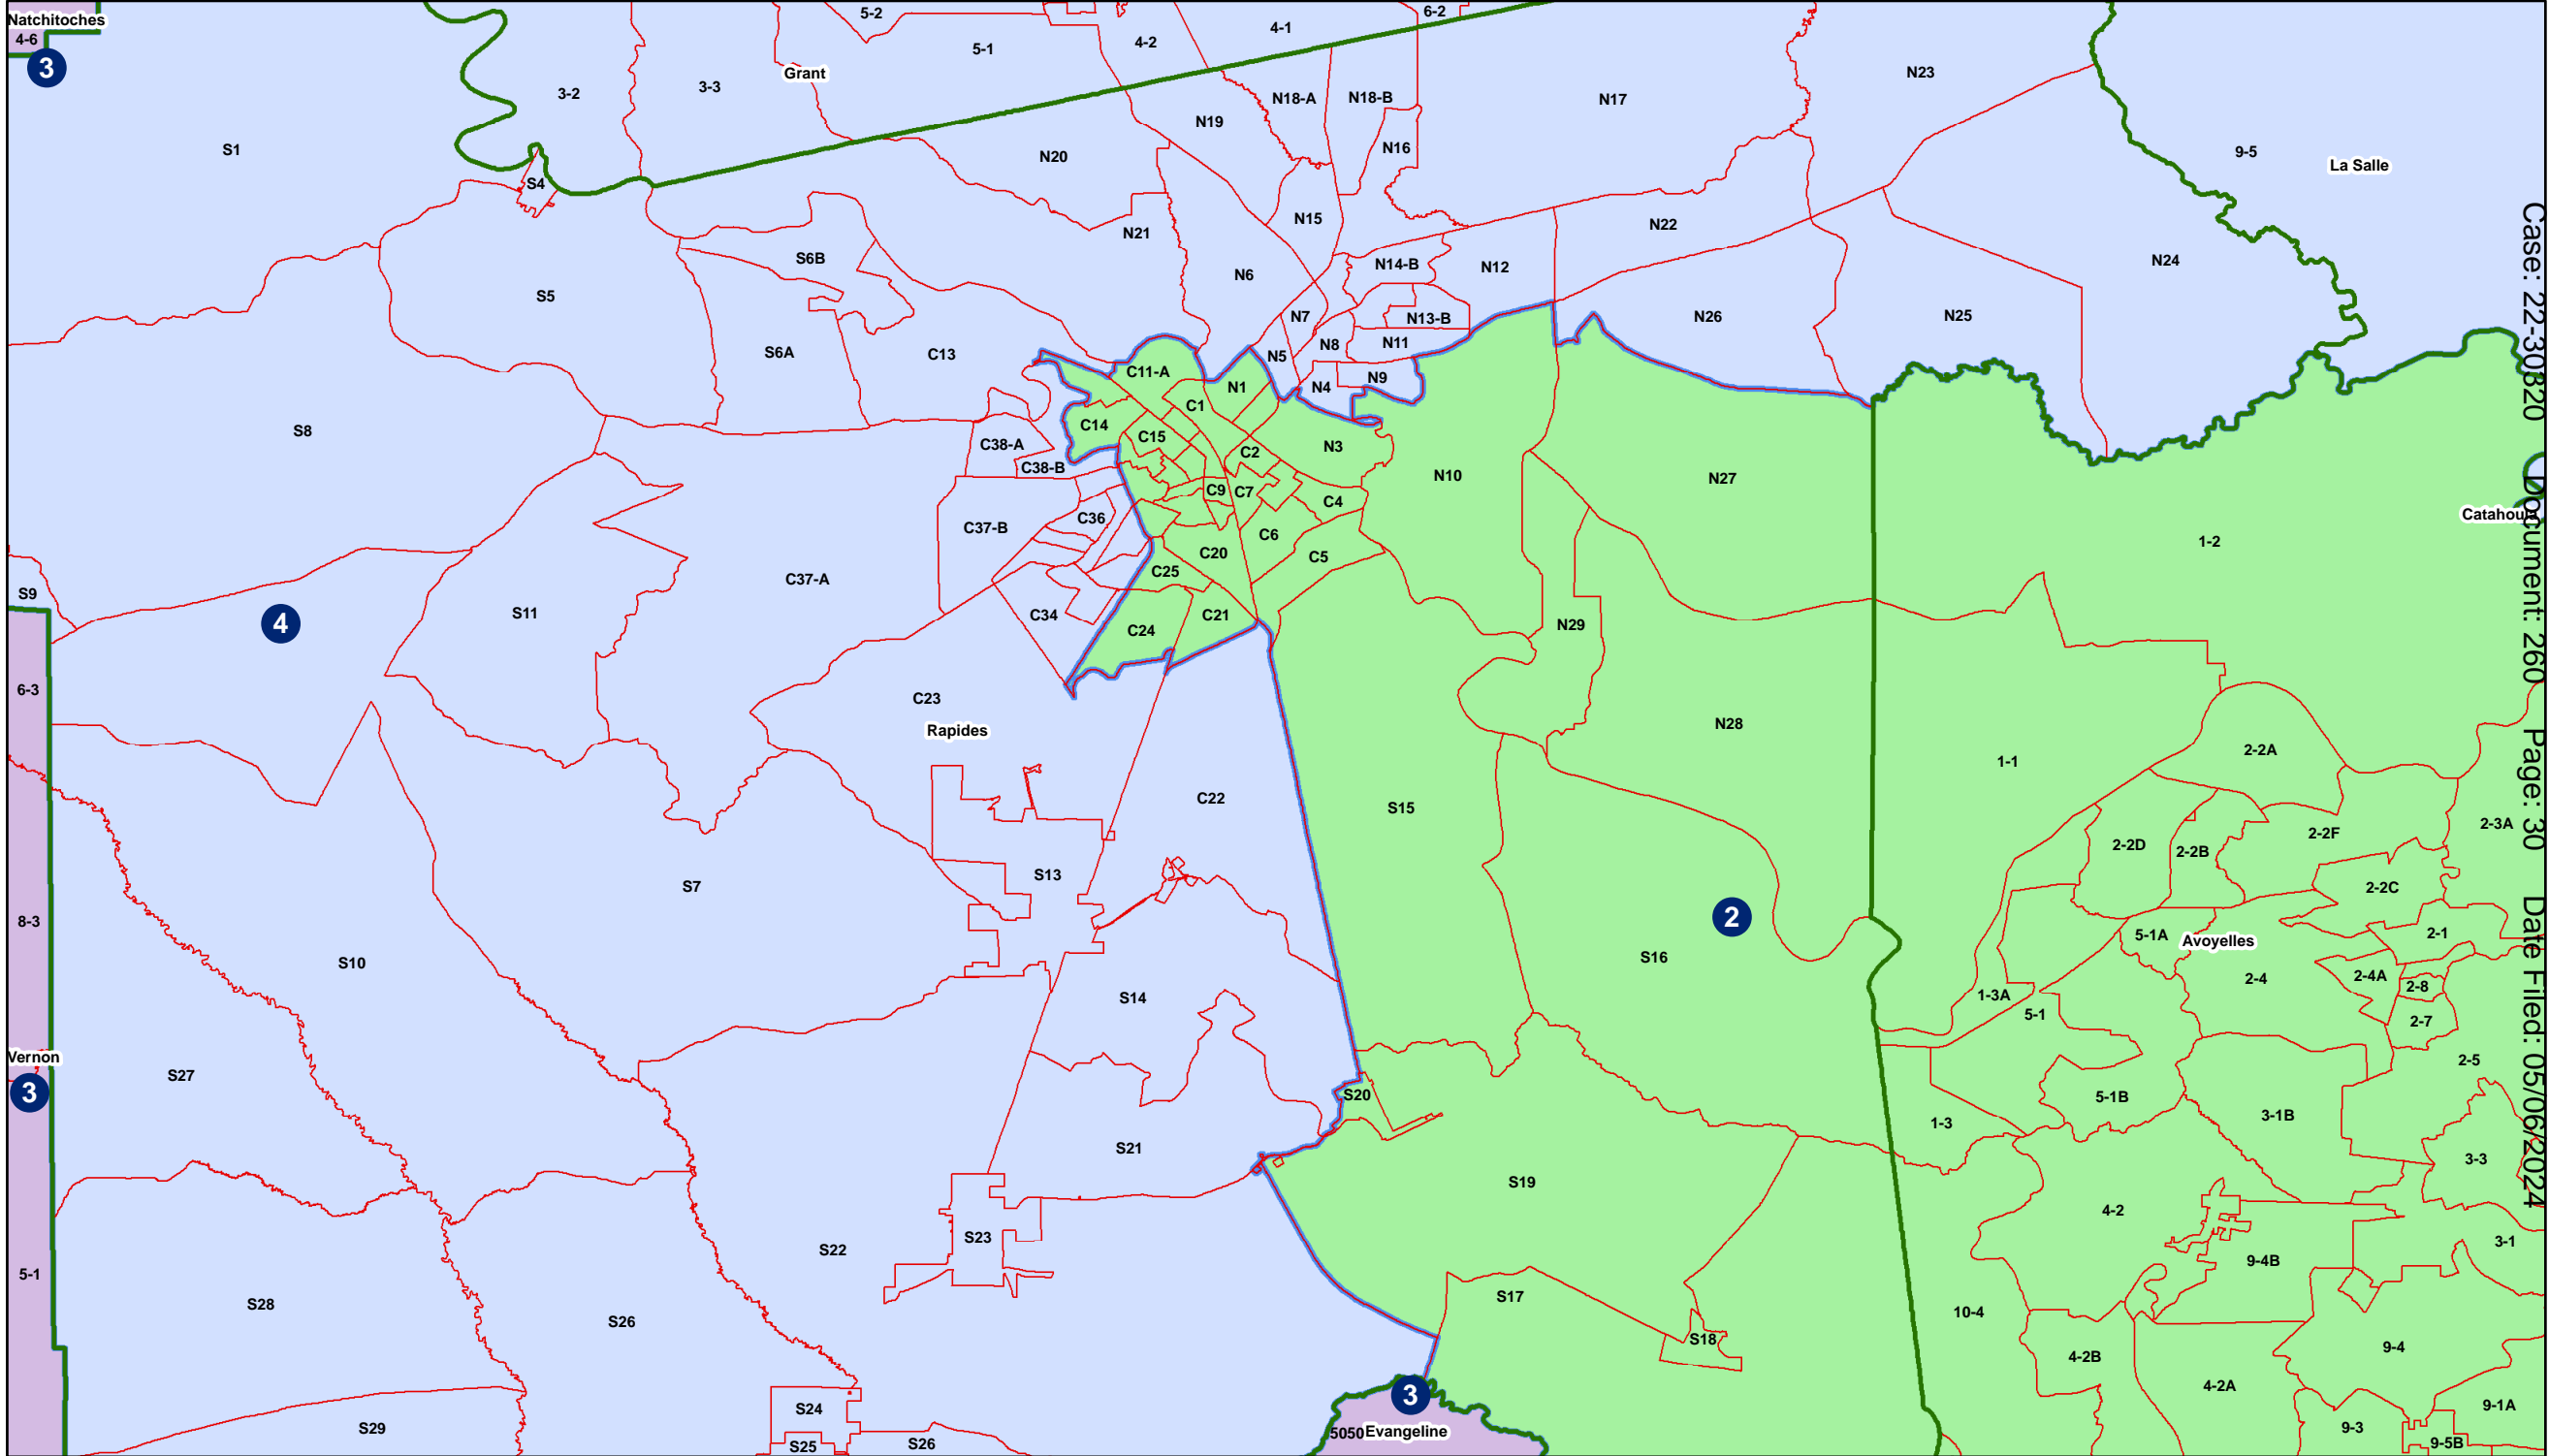 Natchitoches
4-6
3
5-2
5-1
4-2
4-1
6-2
3-2
3-3
Grant
N23
S1
N18-A
N18-B
N17
N19
N16
9-5
La Salle
S4
N20
N15
N22
N21
S6B
N6
N14-B
N12
N24
S5
N7
N13-B
N26
N25
S6A
C13
N5
N8
N11
C11-A
N1
N4
N9
C1
S8
C14
C15
C38-A
C38-B
C2
N3
N10
N27
C9
C7
C4
C37-B
C36
C6
C20
C5
1-2
C37-A
C25
S9
4
S11
C34
C24
C21
N29
6-3
C23
Rapides
N28
2-2A
1-1
C22
S15
2-3A
2-2D
2-2B
2-2F
S7
S13
2-2C
8-3
2
5-1A
Avoyelles
2-1
S10
S16
2-4
2-4A
2-8
S14
1-3A
5-1
2-7
Vernon
3
S27
2-5
S20
5-1B
1-3
3-1B
S21
3-3
S19
4-2
S23
S22
3-1
9-4B
5-1
S28
S17
10-4
S26
S18
9-4
4-2B
4-2A
3
S24
9-1A
S29
5050
Evangeline
9-3
S25
S26
9-5B
Case: 22-30320 Document: 260 Page: 30 Date Filed: 05/06/2024